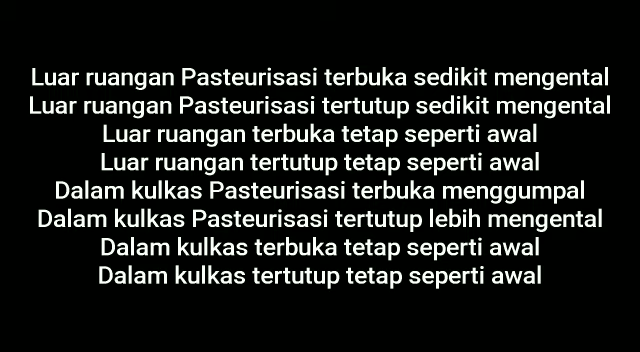 Luar ruangan Pasteurisasi terbuka sedikit mengental
Luar ruangan Pasteurisasi tertutup sedikit mengental
Luar ruangan terbuka tetap seperti awal
Luar ruangan tertutup tetap seperti awal
Dalam kulkas Pasteurisasi terbuka menggumpal
Dalam kulkas Pasteurisasi tertutup lebih mengental
Dalam kulkas terbuka tetap seperti awal
Dalam kulkas tertutup tetap seperti awal